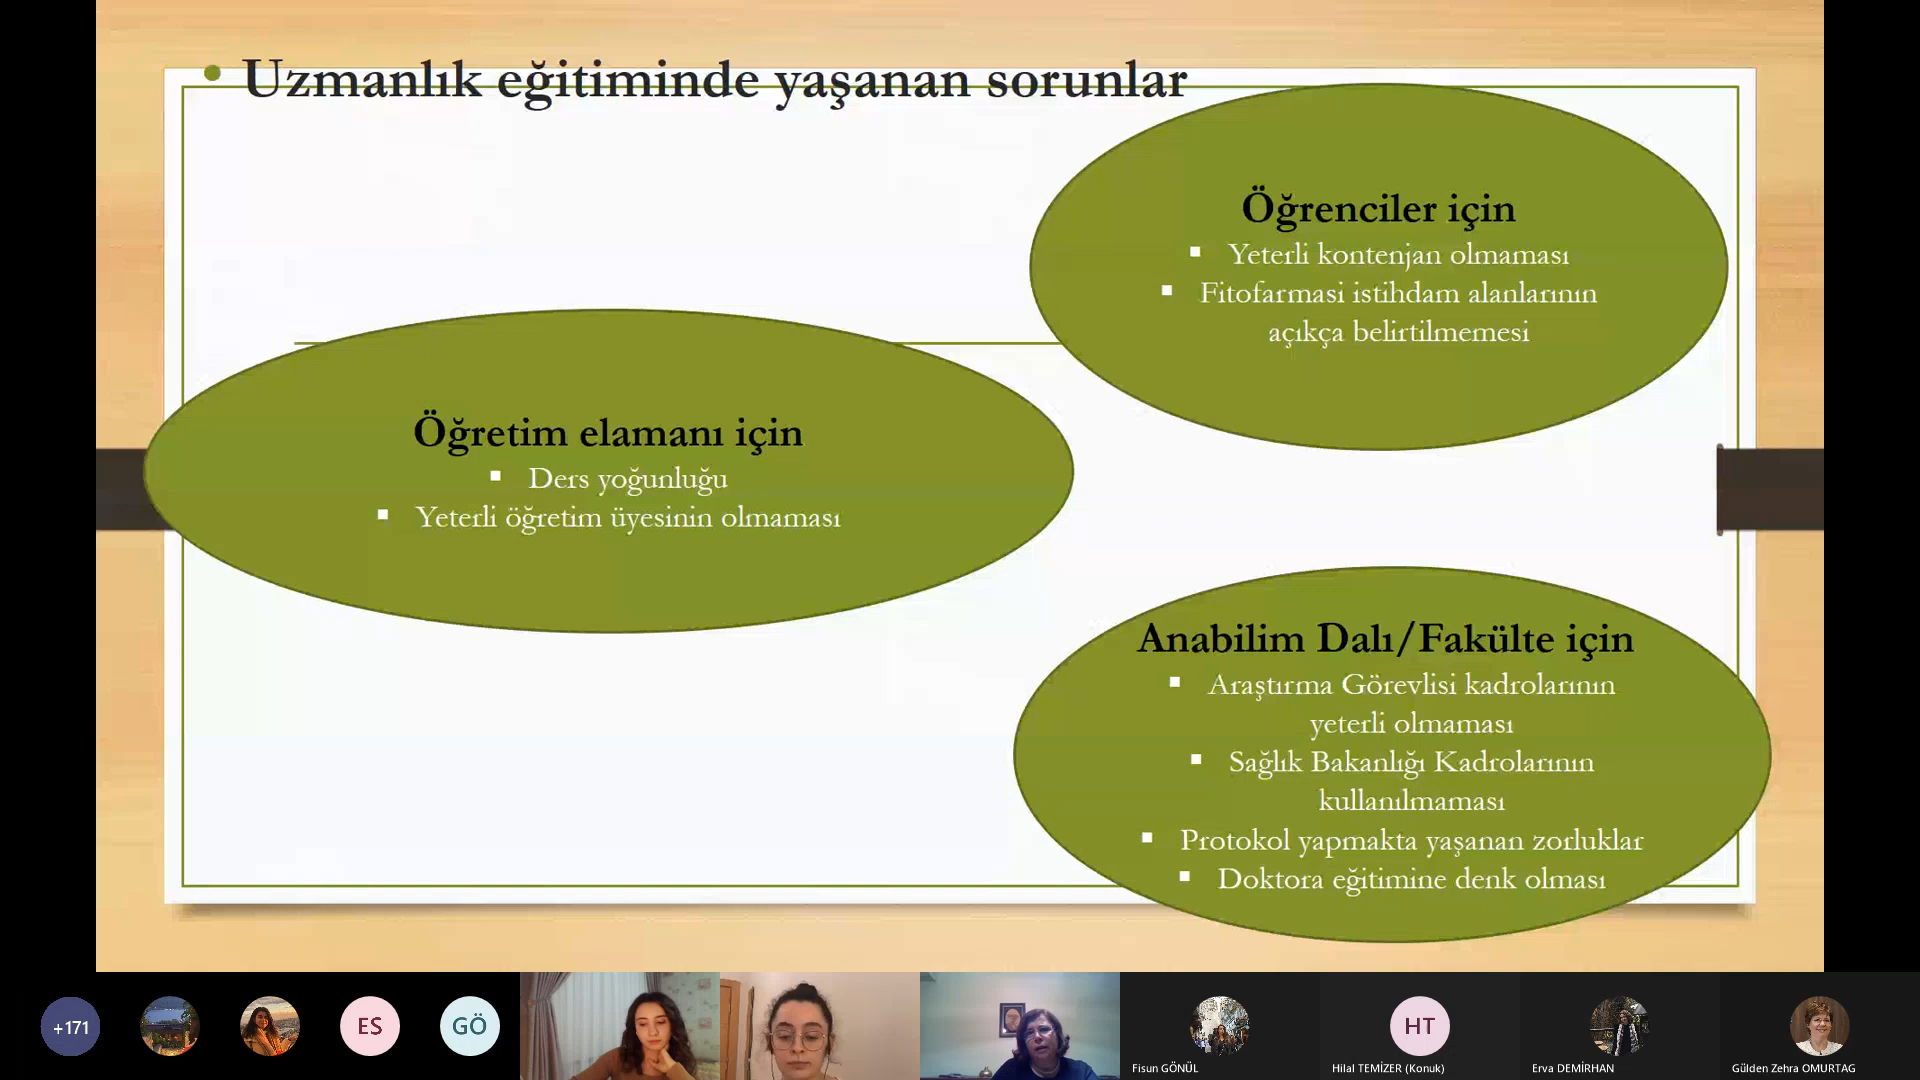 Uzmanlık eğitiminde yaşanan sorunlar
Öğrenciler için
Yeterli kontenjan olmaması
Fitofarmasi istihdam alanlarının
açıkça belirtilmemesi
Öğretim elamanı için
Ders yoğunluğu
Yeterli öğretim üyesinin olmaması
Anabilim Dalı/Fakülte için
Araştırma Görevlisi kadrolarının
yeterli olmaması
Sağlık Bakanlığı Kadrolarının
kullanılmaması
Protokol yapmakta yaşanan zorluklar
Doktora eğitimine denk olması
+171
ES
GÖ
HT
Fisun GÖNÜL
Hilal TEMİZER (Konuk)
Erva DEMİRHAN
Gülden Zehra OMURTAG